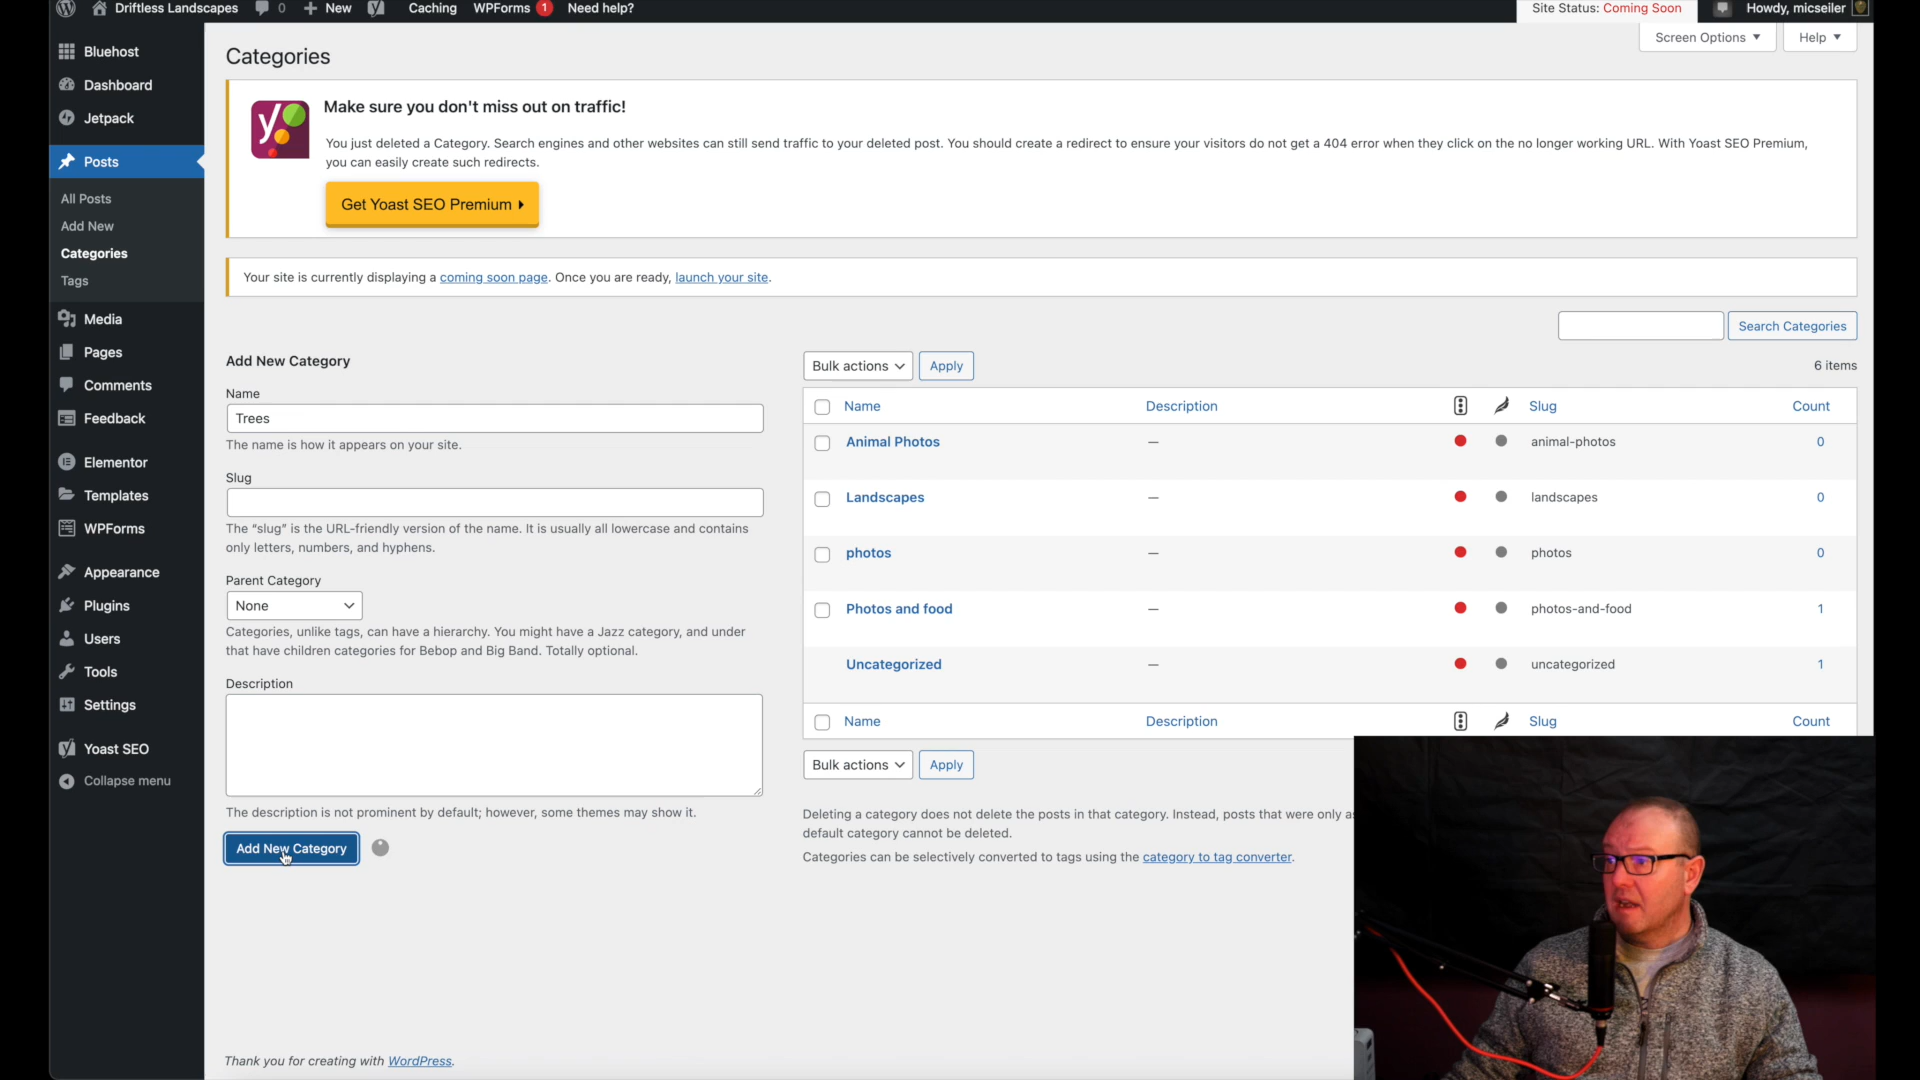 Driftless Landscapes 0 New Caching WPForms 1 Need help? Site Status: Coming Soon Howdy, micseiler
Screen Options Help
Bluehost
Dashboard
Jetpack
Posts
All Posts
Add New
Categories
Tags
Media
Pages
Comments
Feedback
Elementor
Templates
WPForms
Appearance
Plugins
Users
Tools
Settings
Yoast SEO
Collapse menu
Categories
Make sure you don't miss out on traffic!
You just deleted a Category. Search engines and other websites can still send traffic to your deleted post. You should create a redirect to ensure your visitors do not get a 404 error when they click on the no longer working URL. With Yoast SEO Premium,
you can easily create such redirects.
Get Yoast SEO Premium
Your site is currently displaying a coming soon page. Once you are ready, launch your site.
Search Categories
Add New Category
Name
Trees
The name is how it appears on your site.
Slug
The “slug” is the URL-friendly version of the name. It is usually all lowercase and contains
only letters, numbers, and hyphens.
Parent Category
None
Categories, unlike tags, can have a hierarchy. You might have a Jazz category, and under
that have children categories for Bebop and Big Band. Totally optional.
Description
The description is not prominent by default; however, some themes may show it.
Add New Category
Bulk actions Apply 6 items
Name Description Slug Count
Animal Photos — animal-photos 0
Landscapes — landscapes 0
photos — photos 0
Photos and food — photos-and-food 1
Uncategorized — uncategorized 1
Name Description Slug Count
Bulk actions Apply
Deleting a category does not delete the posts in that category. Instead, posts that were only
default category cannot be deleted.
Categories can be selectively converted to tags using the category to tag converter.
Thank you for creating with WordPress.